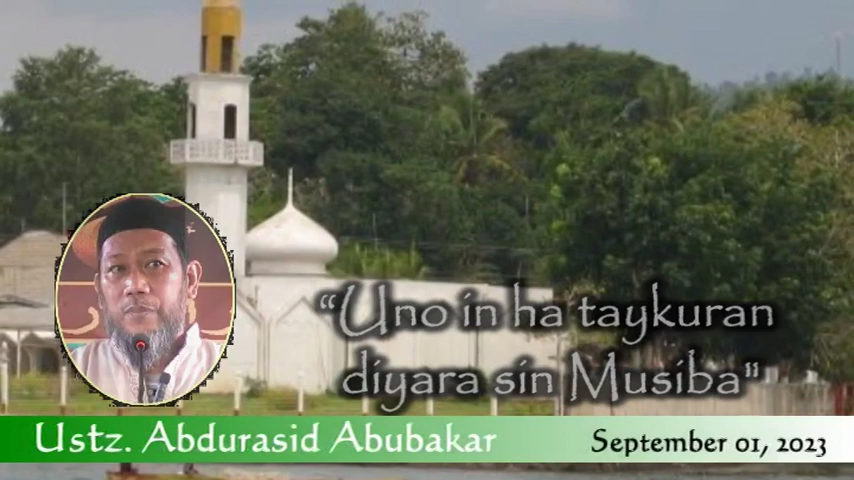 “Uno in ha taykuran
diyara sin Musiba"
Ustz. Abdurasid Abubakar
September 01, 2023